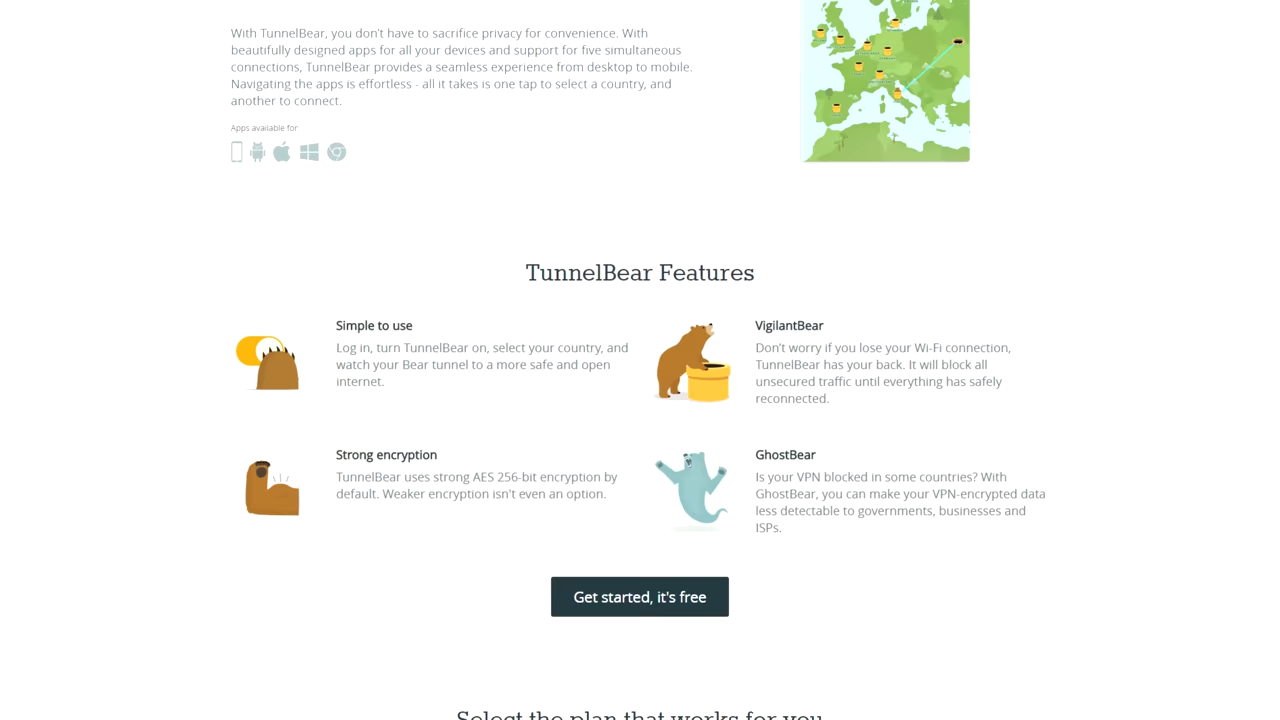 With TunnelBear, you don't have to sacrifice privacy for convenience. With
beautifully designed apps for all your devices and support for five simultaneous
connections, TunnelBear provides a seamless experience from desktop to mobile.
Navigating the apps is effortless - all it takes is one tap to select a country, and
another to connect.
Apps available for
TunnelBear Features
Simple to use
Log in, turn TunnelBear on, select your country, and
watch your Bear tunnel to a more safe and open
internet.
VigilantBear
Don't worry if you lose your Wi-Fi connection,
TunnelBear has your back. It will block all
unsecured traffic until everything has safely
reconnected.
Strong encryption
TunnelBear uses strong AES 256-bit encryption by
default. Weaker encryption isn't even an option.
GhostBear
Is your VPN blocked in some countries? With
GhostBear, you can make your VPN-encrypted data
less detectable to governments, businesses and
ISPs.
Get started, it's free
Select the plan that works for you